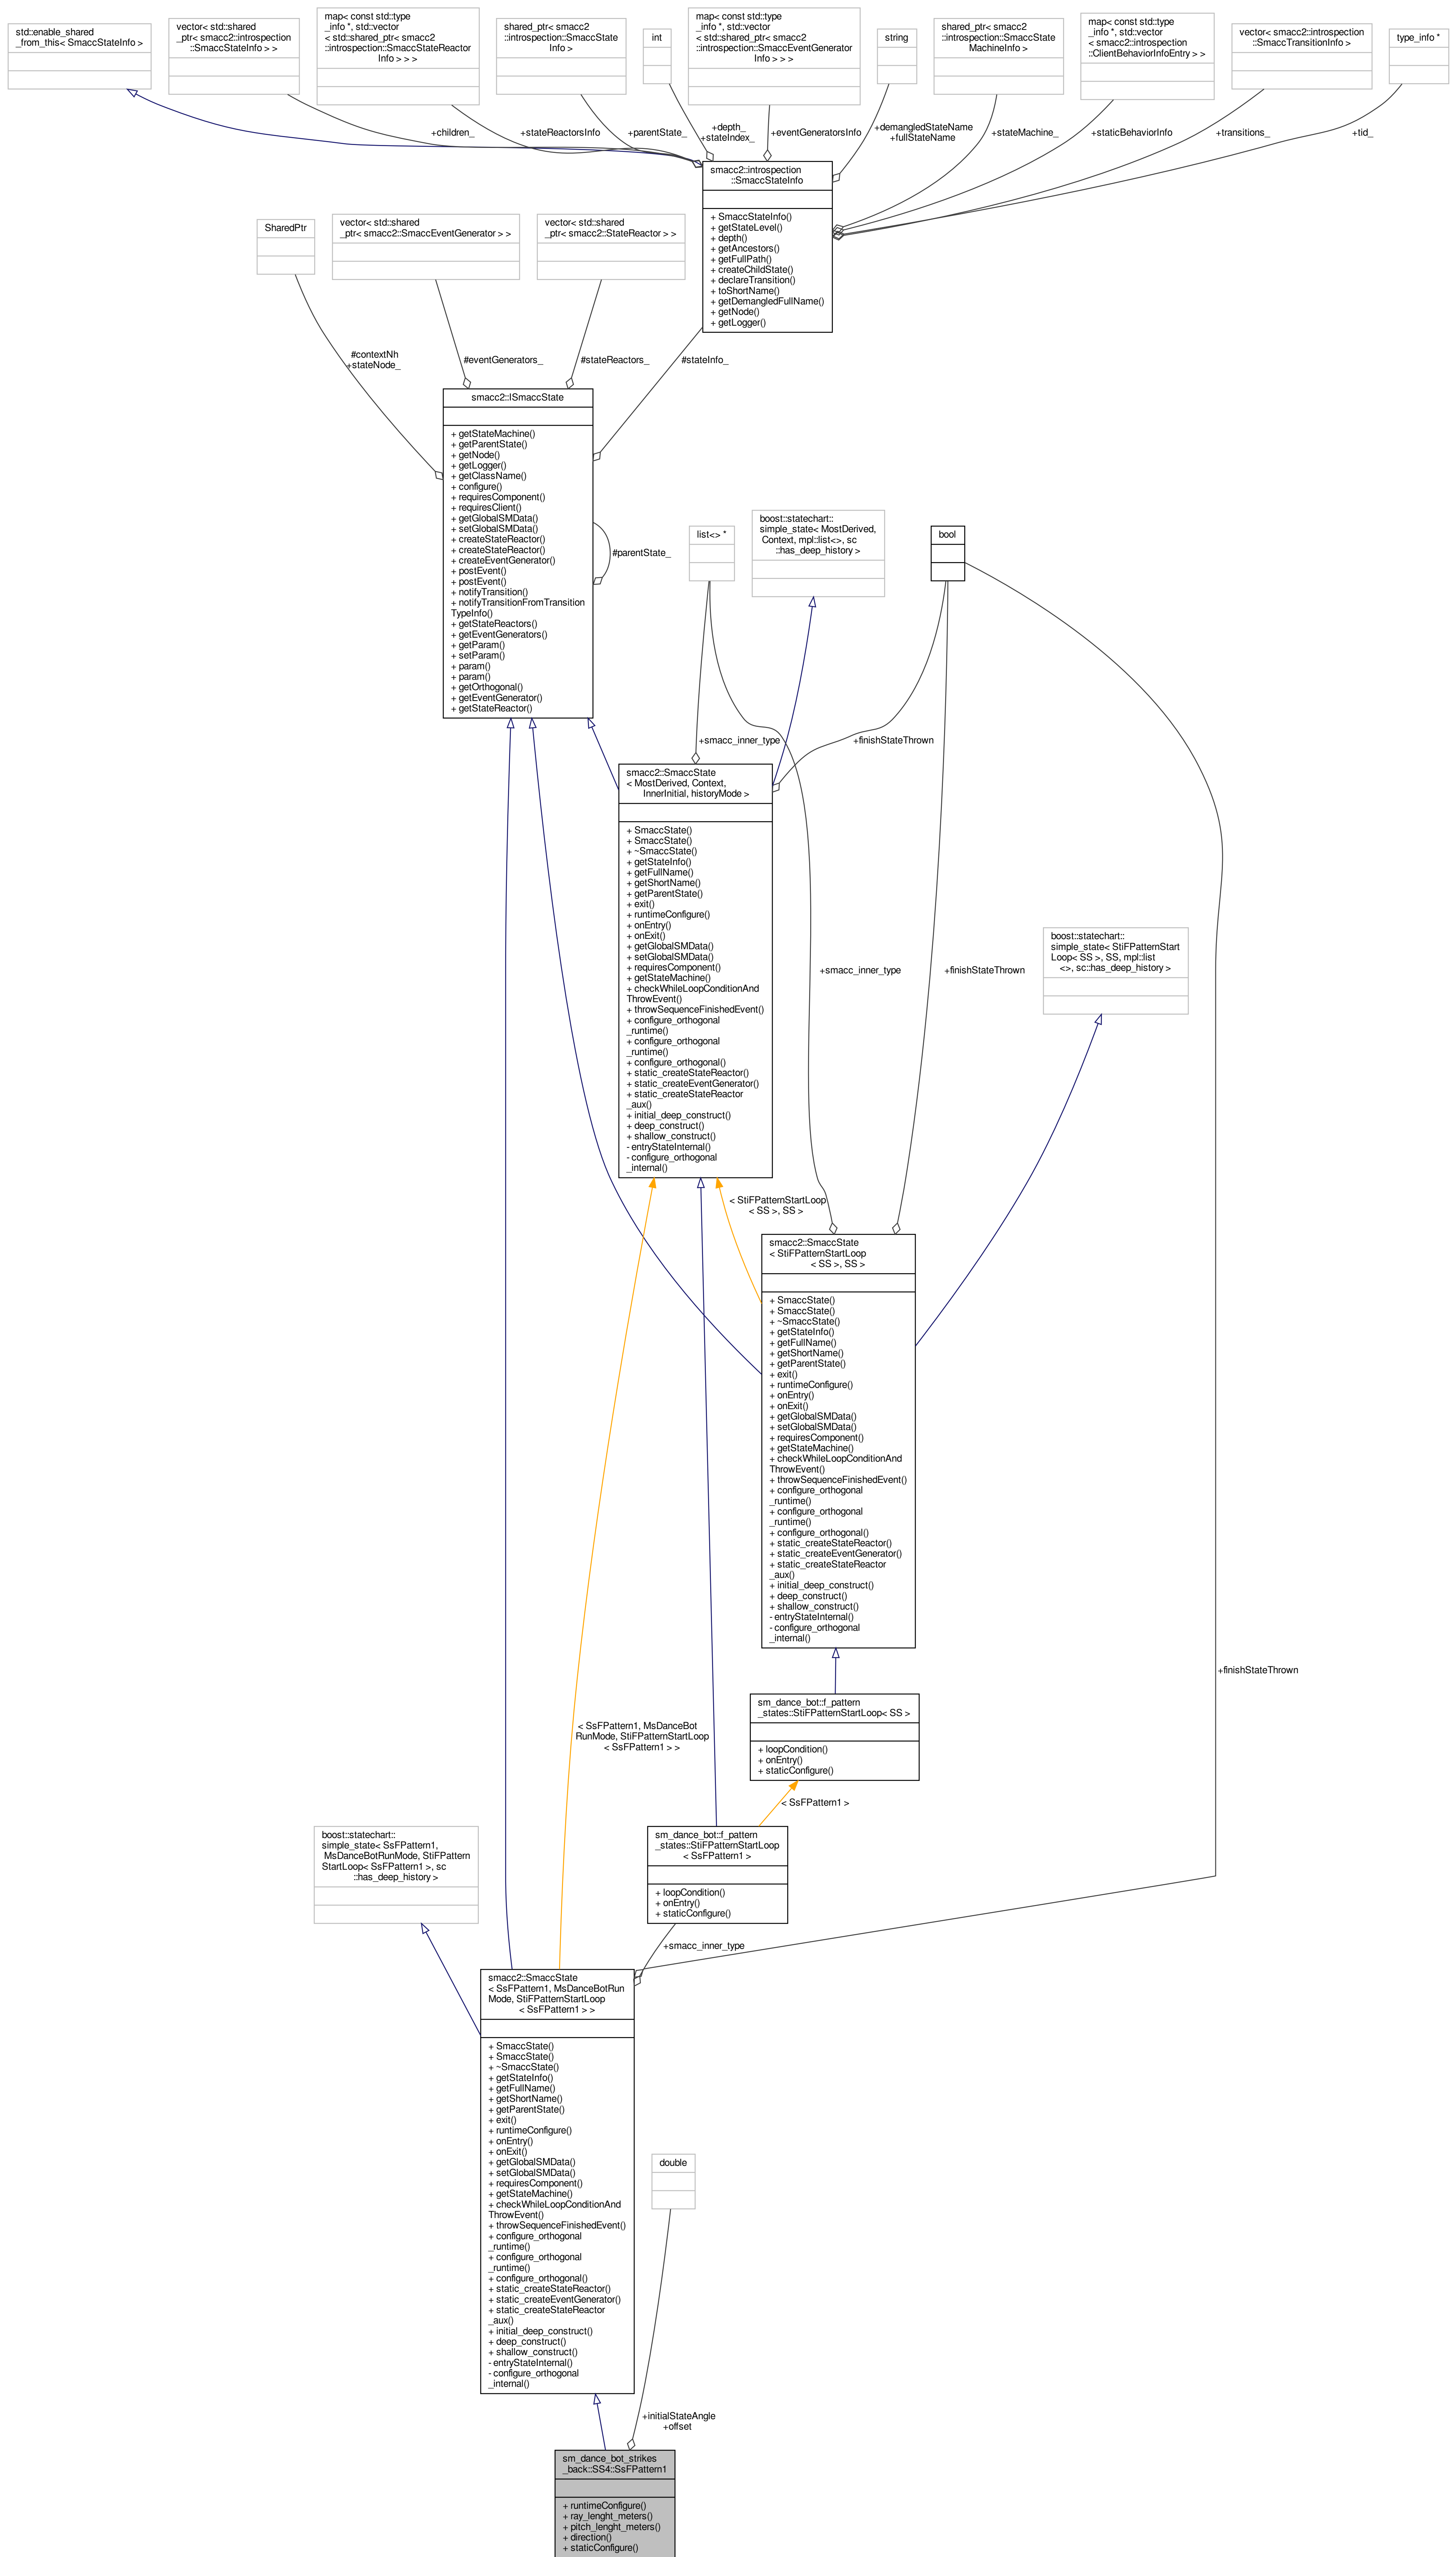 std::enable_shared
_from_this< SmaccStateInfo >
vector< std::shared
_ptr< smacc2::introspection
::SmaccStateInfo > >
map< const std::type
_info *, std::vector
< std::shared_ptr< smacc2
::introspection::SmaccStateReactor
Info > > >
shared_ptr< smacc2
::introspection::SmaccState
Info >
int
map< const std::type
_info *, std::vector
< std::shared_ptr< smacc2
::introspection::SmaccEventGenerator
Info > > >
string
shared_ptr< smacc2
::introspection::SmaccState
MachineInfo >
map< const std::type
_info *, std::vector
< smacc2::introspection
::ClientBehaviorInfoEntry > >
vector< smacc2::introspection
::SmaccTransitionInfo >
type_info *
+children_
+stateReactorsInfo
+parentState_
+depth_
+stateIndex_
+eventGeneratorsInfo
+demangledStateName
+fullStateName
+stateMachine_
+staticBehaviorInfo
+transitions_
+tid_
smacc2::introspection
::SmaccStateInfo
+ SmaccStateInfo()
+ getStateLevel()
+ depth()
+ getAncestors()
+ getFullPath()
+ createChildState()
+ declareTransition()
+ toShortName()
+ getDemangledFullName()
+ getNode()
+ getLogger()
SharedPtr
vector< std::shared
_ptr< smacc2::SmaccEventGenerator > >
vector< std::shared
_ptr< smacc2::StateReactor > >
#contextNh
+stateNode_
#eventGenerators_
#stateReactors_
#stateInfo_
smacc2::ISmaccState
+ getStateMachine()
+ getParentState()
+ getNode()
+ getLogger()
+ getClassName()
+ configure()
+ requiresComponent()
+ requiresClient()
+ getGlobalSMData()
+ setGlobalSMData()
+ createStateReactor()
+ createStateReactor()
+ createEventGenerator()
+ postEvent()
+ postEvent()
+ notifyTransition()
+ notifyTransitionFromTransition
TypeInfo()
+ getStateReactors()
+ getEventGenerators()
+ getParam()
+ setParam()
+ param()
+ param()
+ getOrthogonal()
+ getEventGenerator()
+ getStateReactor()
#parentState_
list<> *
boost::statechart::
simple_state< MostDerived,
Context, mpl::list<>, sc
::has_deep_history >
bool
+smacc_inner_type
+finishStateThrown
smacc2::SmaccState
< MostDerived, Context,
InnerInitial, historyMode >
+ SmaccState()
+ SmaccState()
+ ~SmaccState()
+ getStateInfo()
+ getFullName()
+ getShortName()
+ getParentState()
+ exit()
+ runtimeConfigure()
+ onEntry()
+ onExit()
+ getGlobalSMData()
+ setGlobalSMData()
+ requiresComponent()
+ getStateMachine()
+ checkWhileLoopConditionAnd
ThrowEvent()
+ throwSequenceFinishedEvent()
+ configure_orthogonal
_runtime()
+ configure_orthogonal
_runtime()
+ configure_orthogonal()
+ static_createStateReactor()
+ static_createEventGenerator()
+ static_createStateReactor
_aux()
+ initial_deep_construct()
+ deep_construct()
+ shallow_construct()
- entryStateInternal()
- configure_orthogonal
_internal()
+smacc_inner_type
+finishStateThrown
boost::statechart::
simple_state< StiFPatternStart
Loop< SS >, SS, mpl::list
<>, sc::has_deep_history >
< StiFPatternStartLoop
< SS >, SS >
smacc2::SmaccState
< StiFPatternStartLoop
< SS >, SS >
+ SmaccState()
+ SmaccState()
+ ~SmaccState()
+ getStateInfo()
+ getFullName()
+ getShortName()
+ getParentState()
+ exit()
+ runtimeConfigure()
+ onEntry()
+ onExit()
+ getGlobalSMData()
+ setGlobalSMData()
+ requiresComponent()
+ getStateMachine()
+ checkWhileLoopConditionAnd
ThrowEvent()
+ throwSequenceFinishedEvent()
+ configure_orthogonal
_runtime()
+ configure_orthogonal
_runtime()
+ configure_orthogonal()
+ static_createStateReactor()
+ static_createEventGenerator()
+ static_createStateReactor
_aux()
+ initial_deep_construct()
+ deep_construct()
+ shallow_construct()
- entryStateInternal()
- configure_orthogonal
_internal()
+finishStateThrown
sm_dance_bot::f_pattern
_states::StiFPatternStartLoop< SS >
+ loopCondition()
+ onEntry()
+ staticConfigure()
< SsFPattern1, MsDanceBot
RunMode, StiFPatternStartLoop
< SsFPattern1 > >
< SsFPattern1 >
boost::statechart::
simple_state< SsFPattern1,
MsDanceBotRunMode, StiFPattern
StartLoop< SsFPattern1 >, sc
::has_deep_history >
sm_dance_bot::f_pattern
_states::StiFPatternStartLoop
< SsFPattern1 >
+ loopCondition()
+ onEntry()
+ staticConfigure()
+smacc_inner_type
smacc2::SmaccState
< SsFPattern1, MsDanceBotRun
Mode, StiFPatternStartLoop
< SsFPattern1 > >
+ SmaccState()
+ SmaccState()
+ ~SmaccState()
+ getStateInfo()
+ getFullName()
+ getShortName()
+ getParentState()
+ exit()
+ runtimeConfigure()
+ onEntry()
+ onExit()
+ getGlobalSMData()
+ setGlobalSMData()
+ requiresComponent()
+ getStateMachine()
+ checkWhileLoopConditionAnd
ThrowEvent()
+ throwSequenceFinishedEvent()
+ configure_orthogonal
_runtime()
+ configure_orthogonal
_runtime()
+ configure_orthogonal()
+ static_createStateReactor()
+ static_createEventGenerator()
+ static_createStateReactor
_aux()
+ initial_deep_construct()
+ deep_construct()
+ shallow_construct()
- entryStateInternal()
- configure_orthogonal
_internal()
double
+initialStateAngle
+offset
sm_dance_bot_strikes
_back::SS4::SsFPattern1
+ runtimeConfigure()
+ ray_lenght_meters()
+ pitch_lenght_meters()
+ direction()
+ staticConfigure()